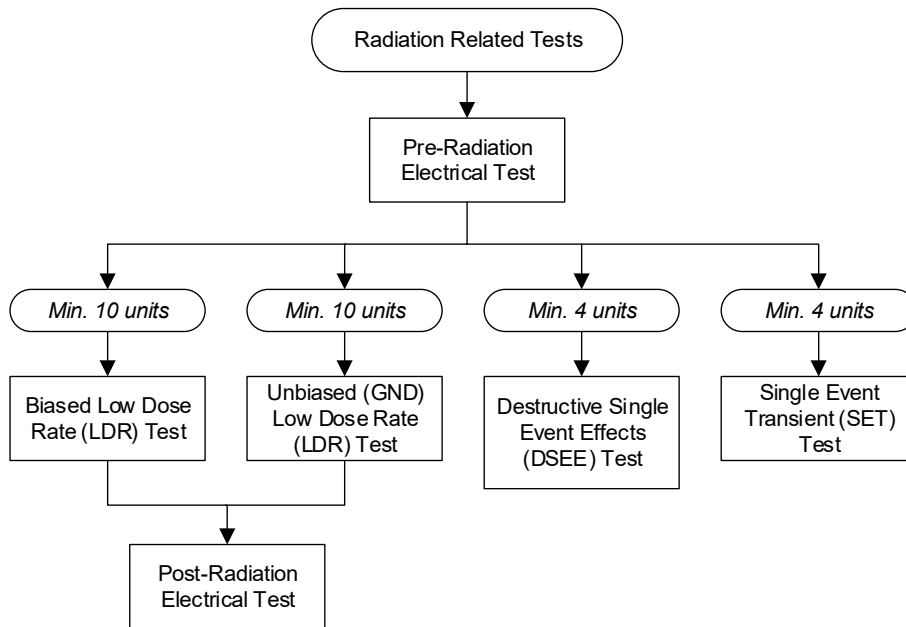 Radiation Related Tests
Pre-Radiation
Electrical Test
Min. 10 units
Min. 10 units
Min. 4 units
Min. 4 units
Biased Low Dose
Rate (LDR) Test
Unbiased (GND)
Low Dose Rate
(LDR) Test
Destructive Single
Event Effects
(DSEE) Test
Single Event
Transient (SET)
Test
Post-Radiation
Electrical Test